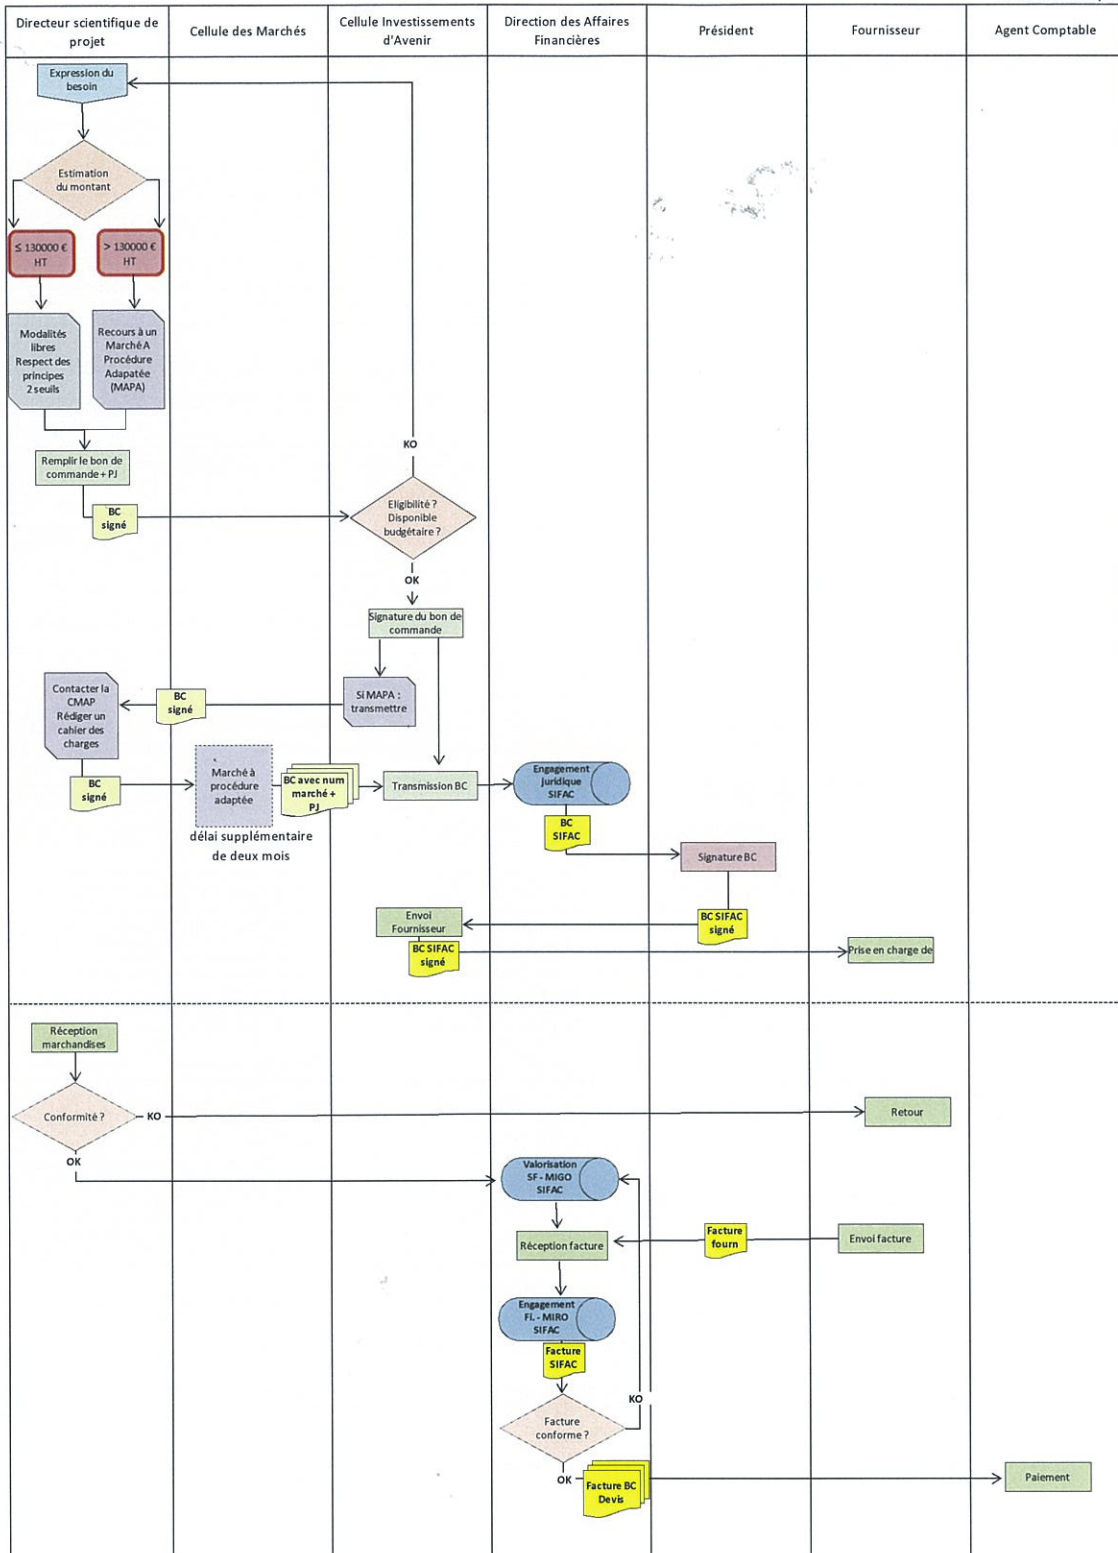 Directeur scientifique de
projet
Cellule des Marchés
Cellule Investissements
d'Avenir
Direction des Affaires
Financières
Président
Fournisseur
Agent Comptable
Expression du
besoin
Estimation
du montant
≤ 130000 €
HT
> 130000 €
HT
Modalités
libres
Respect des
principes
2 seuils
Recours à un
Marché A
Procédure
Adapatée
(MAPA)
KO
Remplir le bon de
commande + PJ
BC
signé
Eligibilité ?
Disponible
budgétaire ?
OK
Signature du bon de
commande
Contacter la
CMAP
Rédiger un
cahier des
charges
BC
signé
Si MAPA :
transmettre
BC
signé
Marché à
procédure
adaptée
BC avec num
marché +
PJ
Transmission BC
Engagement
juridique
SIFAC
délai supplémentaire
de deux mois
BC
SIFAC
Signature BC
Envoi
Fournisseur
BC SIFAC
signé
BC SIFAC
signé
Prise en charge de
Réception
marchandises
Conformité ?
KO
Retour
OK
Valorisation
SF - MIGO
SIFAC
Réception facture
Facture
fourn
Envoi facture
Engagement
FI. - MIRO
SIFAC
Facture
SIFAC
KO
Facture
conforme ?
OK
Facture BC
Devis
Paiement